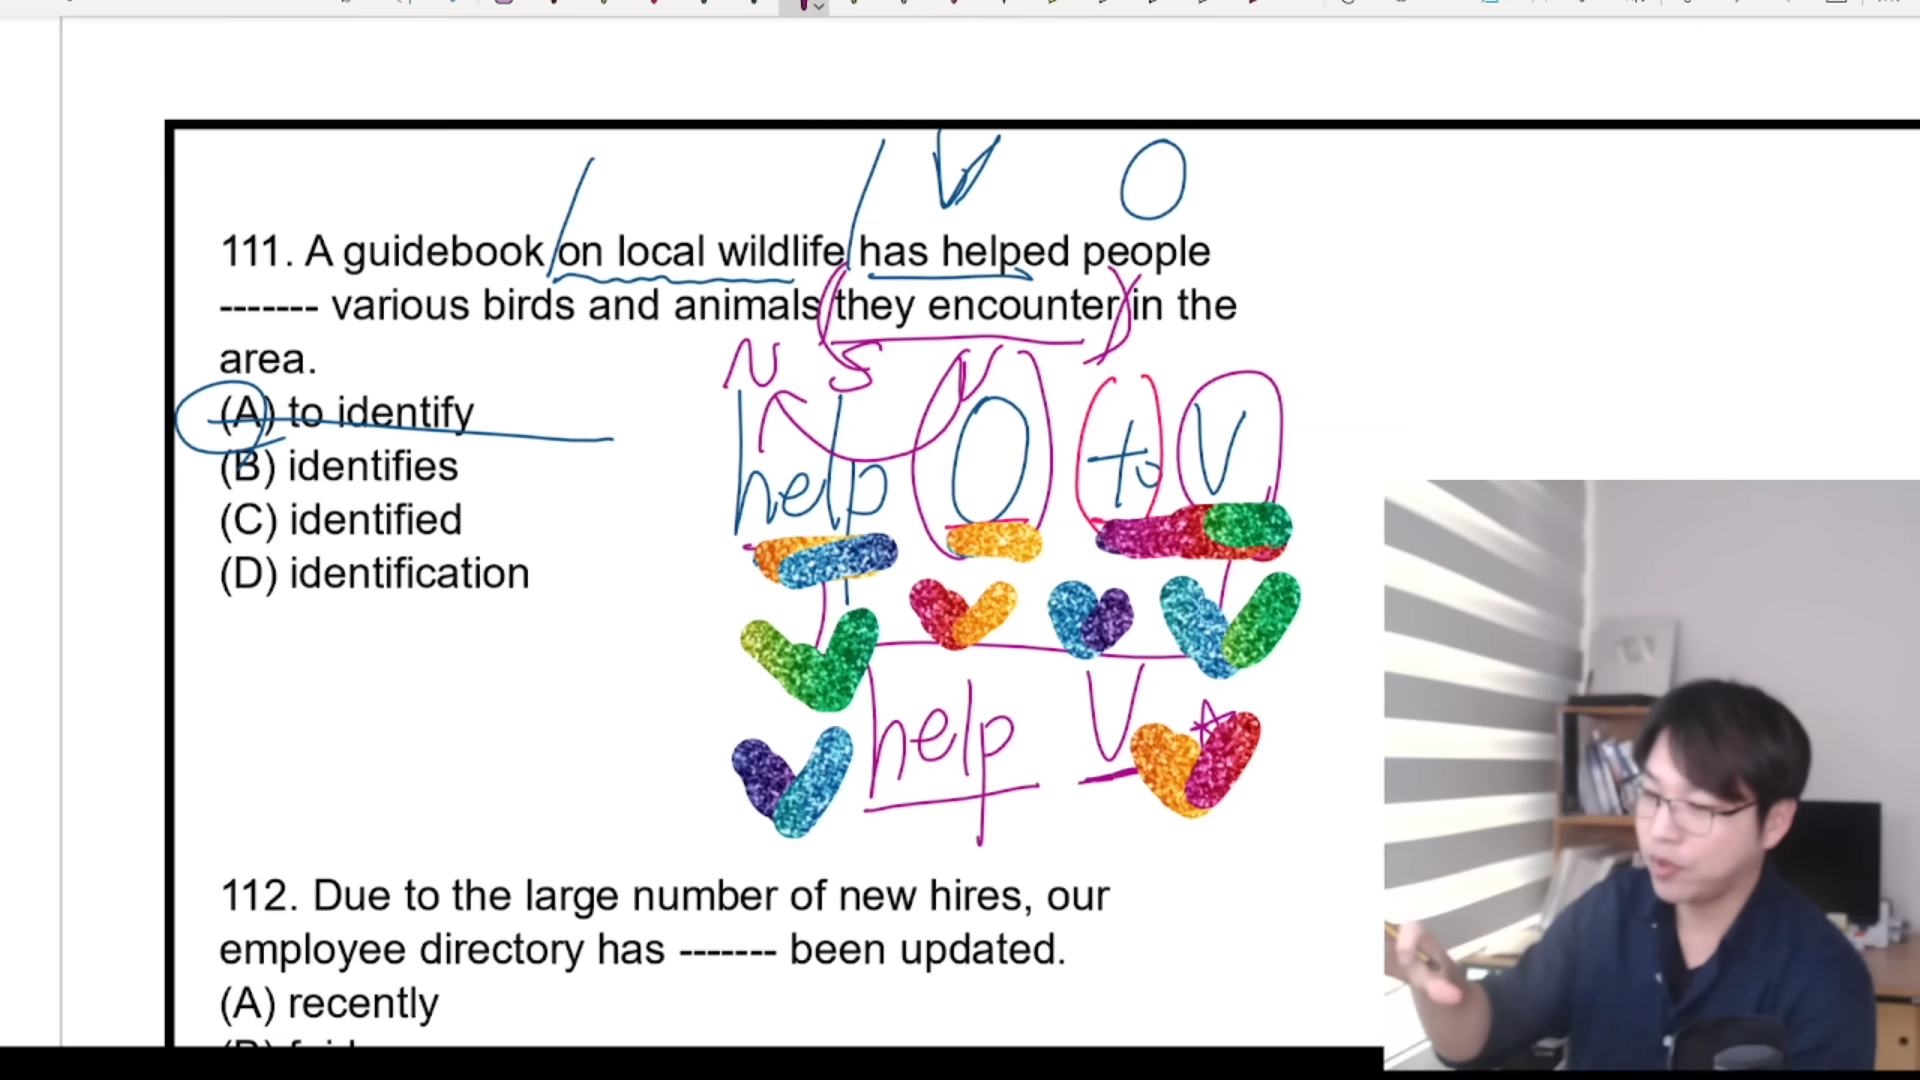 V O
111. A guidebook on local wildlife has helped people
------- various birds and animals they encounter in the
area.
N S V
(A) to identify
help O to V
(B) identifies
(C) identified
(D) identification
help V
112. Due to the large number of new hires, our
employee directory has ------- been updated.
(A) recently